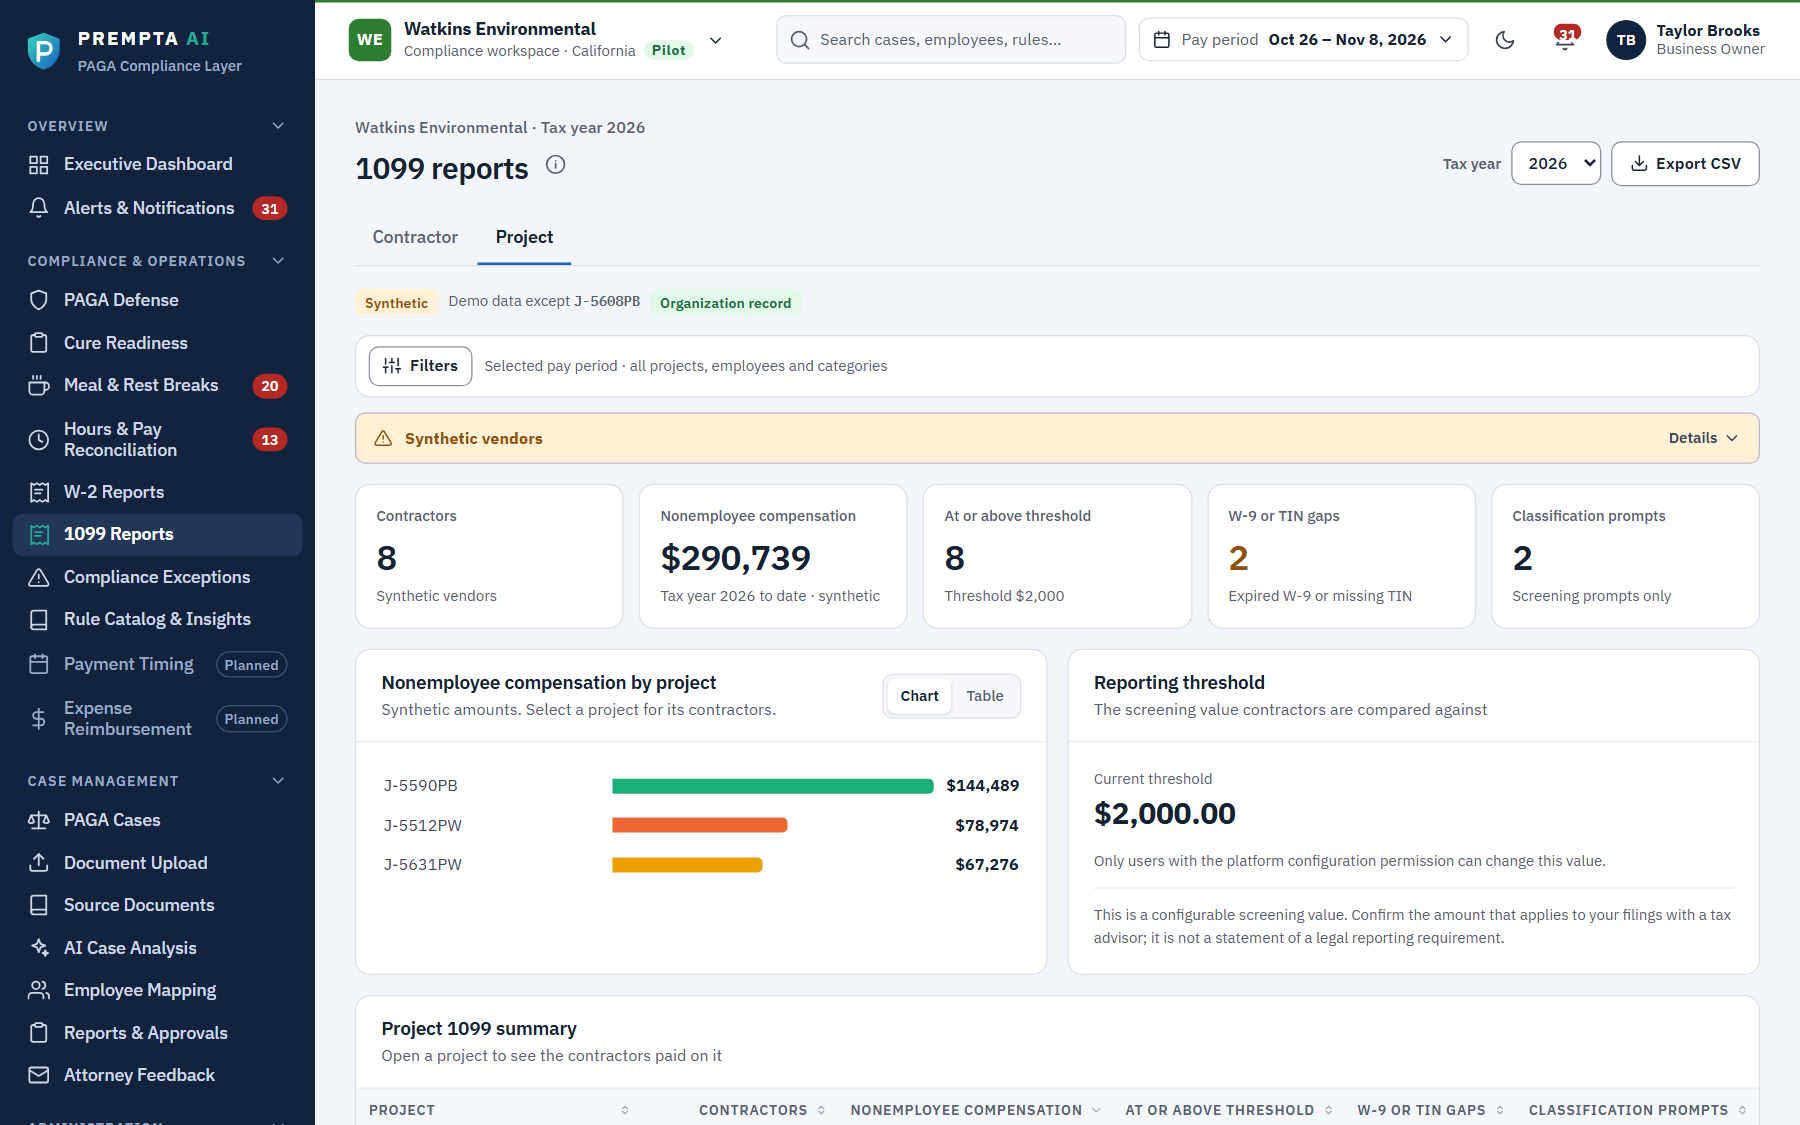 PREMPTA AI
PAGA Compliance Layer
OVERVIEW
Executive Dashboard
Alerts & Notifications 31
COMPLIANCE & OPERATIONS
PAGA Defense
Cure Readiness
Meal & Rest Breaks 20
Hours & Pay
Reconciliation 13
W-2 Reports
1099 Reports
Compliance Exceptions
Rule Catalog & Insights
Payment Timing Planned
Expense
Reimbursement Planned
CASE MANAGEMENT
PAGA Cases
Document Upload
Source Documents
AI Case Analysis
Employee Mapping
Reports & Approvals
Attorney Feedback
WE Watkins Environmental
Compliance workspace · California Pilot
Search cases, employees, rules...
Pay period Oct 26 – Nov 8, 2026
31
TB Taylor Brooks
Business Owner
Watkins Environmental · Tax year 2026
1099 reports
Tax year 2026 Export CSV
Contractor Project
Synthetic Demo data except J-5608PB Organization record
Filters Selected pay period · all projects, employees and categories
Synthetic vendors Details
Contractors
8
Synthetic vendors
Nonemployee compensation
$290,739
Tax year 2026 to date · synthetic
At or above threshold
8
Threshold $2,000
W-9 or TIN gaps
2
Expired W-9 or missing TIN
Classification prompts
2
Screening prompts only
Nonemployee compensation by project
Synthetic amounts. Select a project for its contractors.
Chart Table
J-5590PB $144,489
J-5512PW $78,974
J-5631PW $67,276
Reporting threshold
The screening value contractors are compared against
Current threshold
$2,000.00
Only users with the platform configuration permission can change this value.
This is a configurable screening value. Confirm the amount that applies to your filings with a tax
advisor; it is not a statement of a legal reporting requirement.
Project 1099 summary
Open a project to see the contractors paid on it
PROJECT CONTRACTORS NONEMPLOYEE COMPENSATION AT OR ABOVE THRESHOLD W-9 OR TIN GAPS CLASSIFICATION PROMPTS